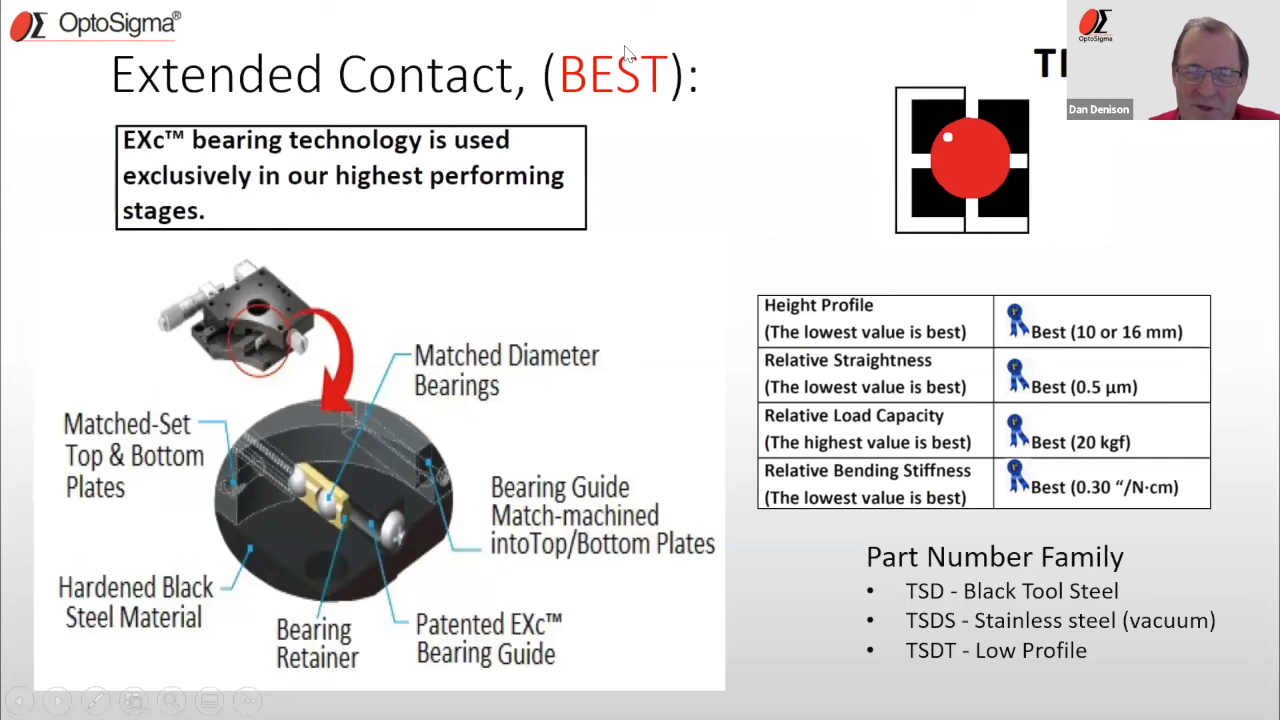 OptoSigma®
Extended Contact, (BEST):
EXc™ bearing technology is used
exclusively in our highest performing
stages.
OptoSigma
Dan Denison
Matched Diameter
Bearings
Matched-Set
Top & Bottom
Plates
Bearing Guide
Match-machined
intoTop/Bottom Plates
Hardened Black
Steel Material
Bearing
Retainer
Patented EXc™
Bearing Guide
Height Profile
(The lowest value is best)
Best (10 or 16 mm)
Relative Straightness
(The lowest value is best)
Best (0.5 µm)
Relative Load Capacity
(The highest value is best)
Best (20 kgf)
Relative Bending Stiffness
(The lowest value is best)
Best (0.30 “/N·cm)
Part Number Family
• TSD - Black Tool Steel
• TSDS - Stainless steel (vacuum)
• TSDT - Low Profile